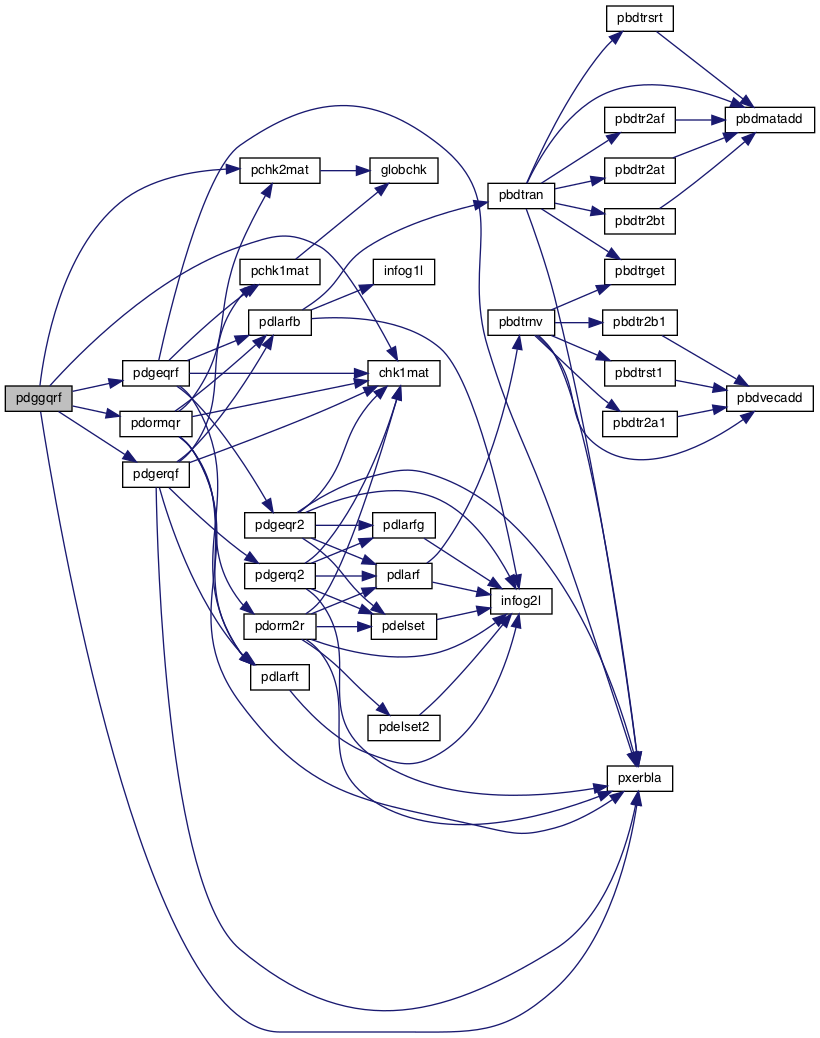 pbdtrsrt
pbdmatadd
pbdtr2af
pchk2mat
globchk
pbdtr2at
pbdtran
pbdtr2bt
pchk1mat
infog1l
pbdtrget
pdlarfb
pbdtrnv
pbdtr2b1
pdgeqrf
chk1mat
pbdtrst1
pdggqrf
pbdvecadd
pdormqr
pbdtr2a1
pdgerqf
pdgeqr2
pdlarfg
pdgerq2
pdlarf
infog2l
pdorm2r
pdelset
pdlarft
pdelset2
pxerbla